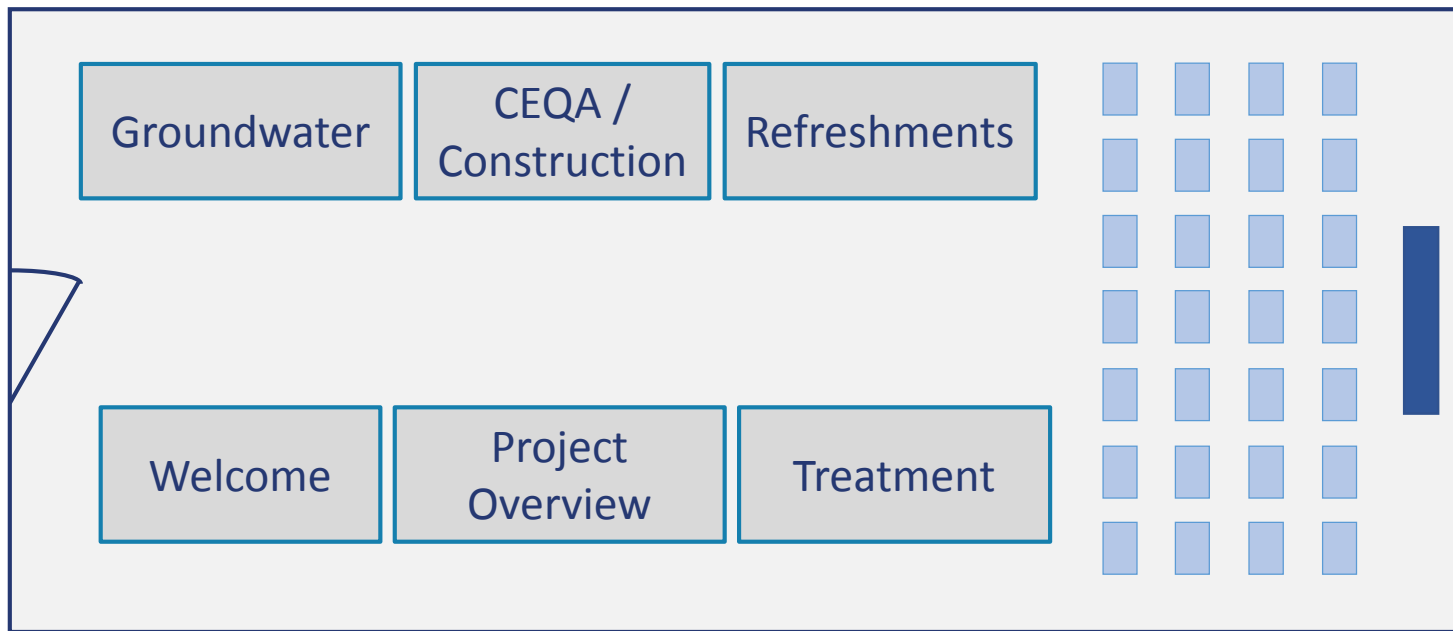 Groundwater
CEQA /
Construction
Refreshments
Welcome
Project
Overview
Treatment